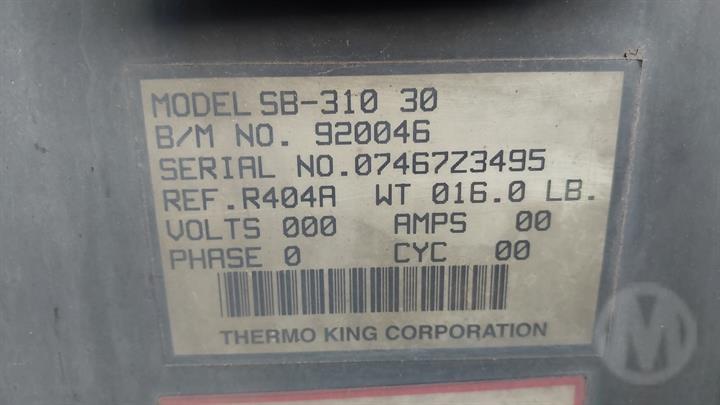 MODEL SB-310 30
B/M NO. 920046
SERIAL NO.07467Z3495
REF.R404A WT 016.0 LB.
VOLTS 000 AMPS 00
PHASE 0 CYC 00
THERMO KING CORPORATION
M